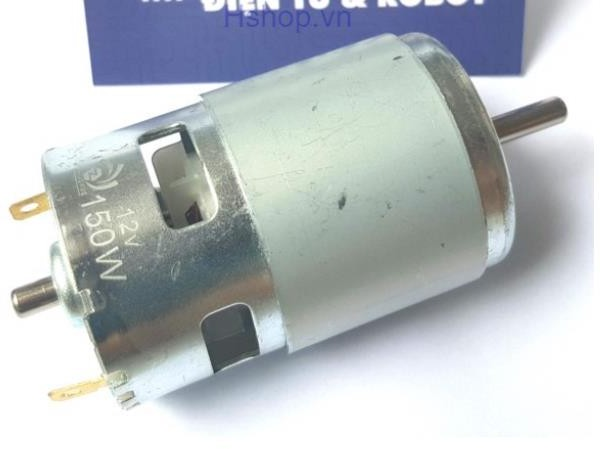 ĐIỆN TỬ & ROBOT
Hshop.vn
12V
150W